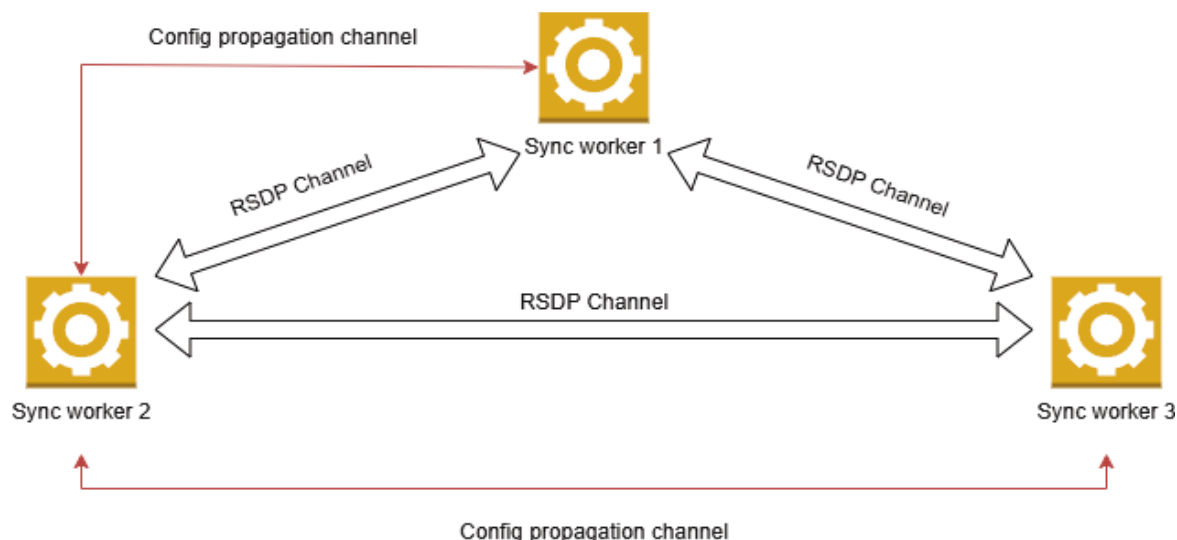 Config propagation channel
Sync worker 1
RSDP Channel
RSDP Channel
RSDP Channel
Sync worker 2
Sync worker 3
Config propagation channel